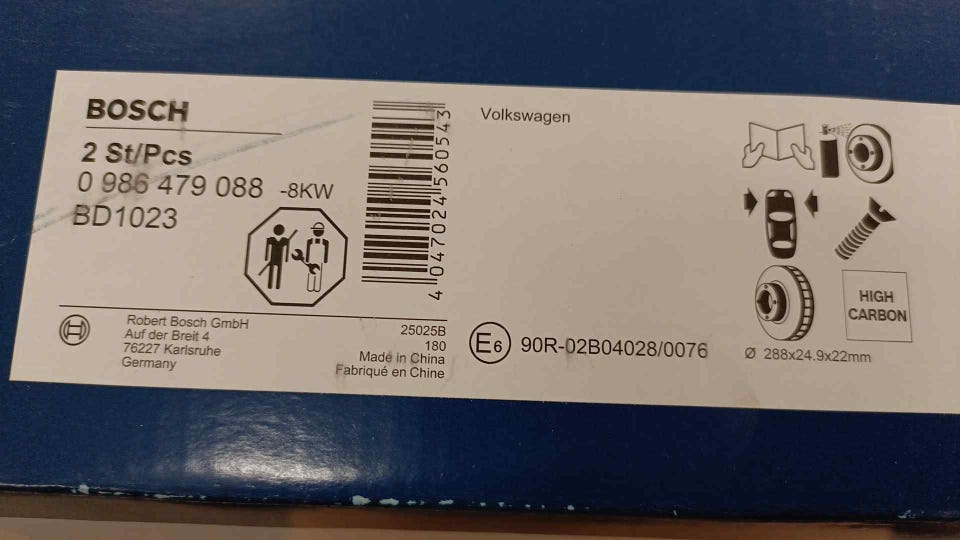 BOSCH
2 St/Pcs
0 986 479 088 -8KW
BD1023
4 047024 560543
Robert Bosch GmbH
Auf der Breit 4
76227 Karlsruhe
Germany
25025B
180
Made in China
Fabriqué en Chine
Volkswagen
E6 90R-02B04028/0076
HIGH
CARBON
Ø 288x24.9x22mm